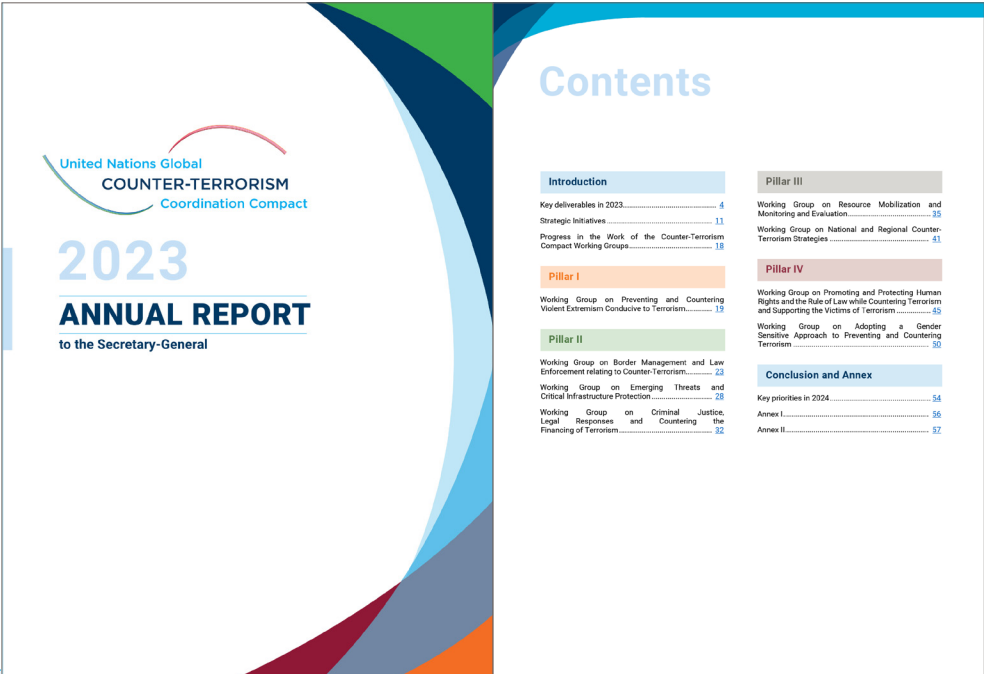 United Nations Global
COUNTER-TERRORISM
Coordination Compact
2023
ANNUAL REPORT
to the Secretary-General
Contents
Introduction
Key deliverables in 2023 4
Strategic Initiatives 11
Progress in the Work of the Counter-Terrorism
Compact Working Groups 18
Pillar I
Working Group on Preventing and Countering
Violent Extremism Conducive to Terrorism 19
Pillar II
Working Group on Border Management and Law
Enforcement relating to Counter-Terrorism 23
Working Group on Emerging Threats and
Critical Infrastructure Protection 28
Working Group on Criminal Justice,
Legal Responses and Countering the
Financing of Terrorism 32
Pillar III
Working Group on Resource Mobilization and
Monitoring and Evaluation 35
Working Group on National and Regional Counter-
Terrorism Strategies 41
Pillar IV
Working Group on Promoting and Protecting Human
Rights and the Rule of Law while Countering Terrorism
and Supporting the Victims of Terrorism 45
Working Group on Adopting a Gender
Sensitive Approach to Preventing and Countering
Terrorism 50
Conclusion and Annex
Key priorities in 2024 54
Annex I 56
Annex II 57